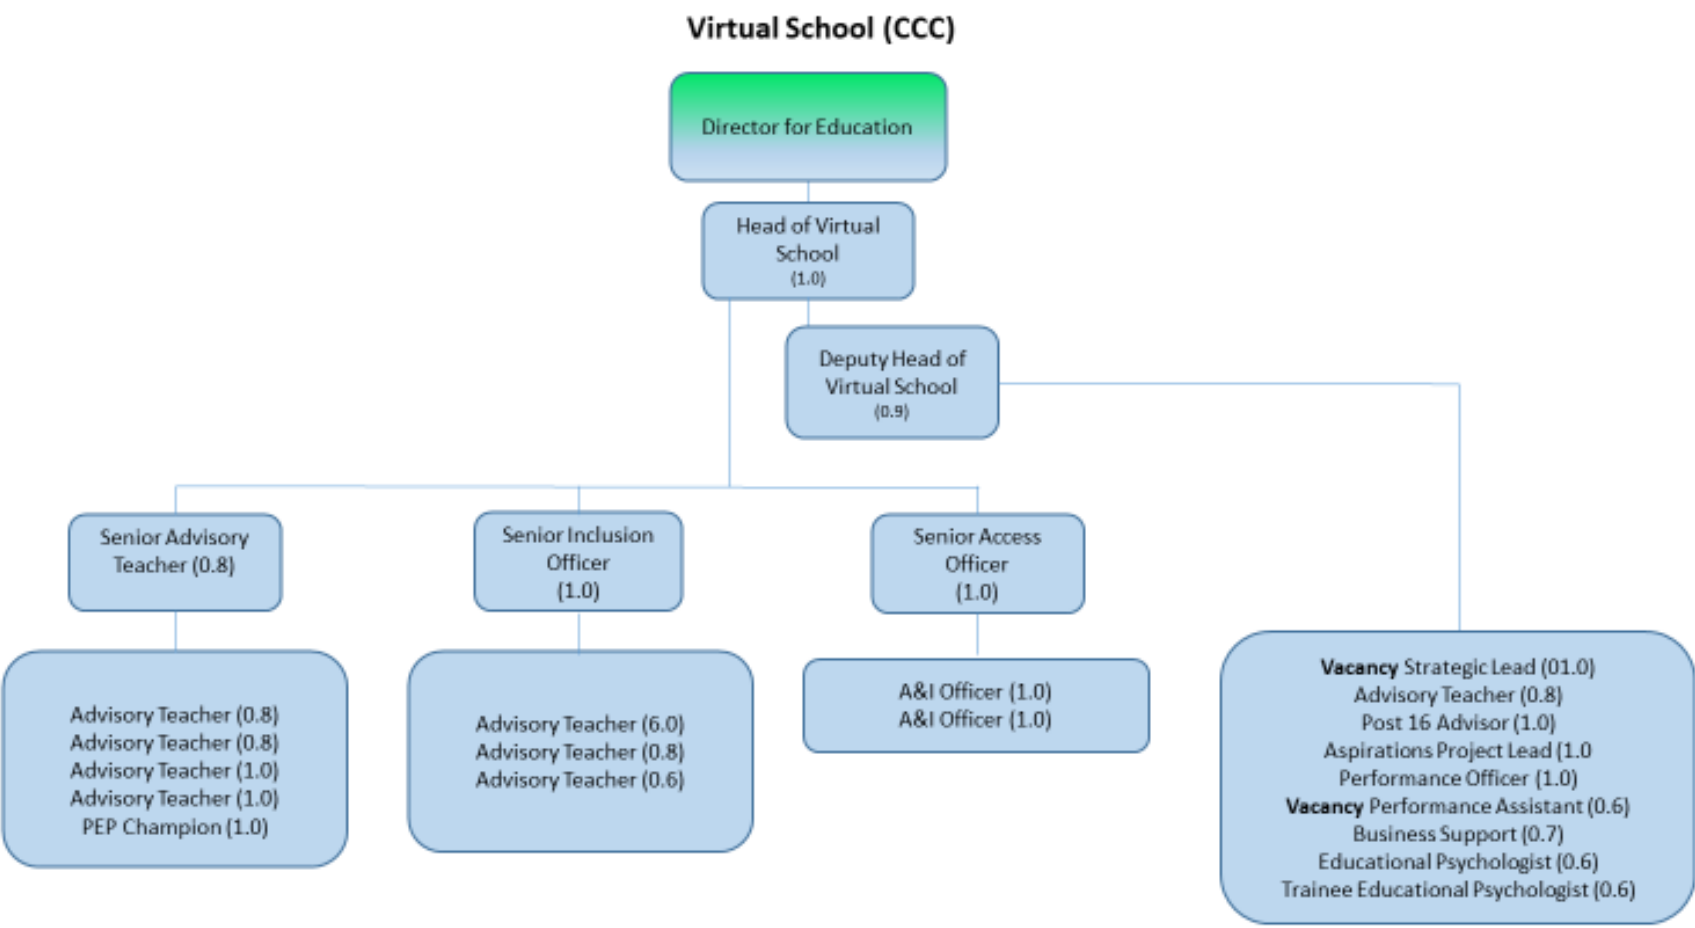 Virtual School (CCC)
Director for Education
Head of Virtual
School
(1.0)
Deputy Head of
Virtual School
(0.9)
Senior Advisory
Teacher (0.8)
Senior Inclusion
Officer
(1.0)
Senior Access
Officer
(1.0)
Advisory Teacher (0.8)
Advisory Teacher (0.8)
Advisory Teacher (1.0)
Advisory Teacher (1.0)
PEP Champion (1.0)
Advisory Teacher (6.0)
Advisory Teacher (0.8)
Advisory Teacher (0.6)
A&I Officer (1.0)
A&I Officer (1.0)
Vacancy Strategic Lead (01.0)
Advisory Teacher (0.8)
Post 16 Advisor (1.0)
Aspirations Project Lead (1.0
Performance Officer (1.0)
Vacancy Performance Assistant (0.6)
Business Support (0.7)
Educational Psychologist (0.6)
Trainee Educational Psychologist (0.6)